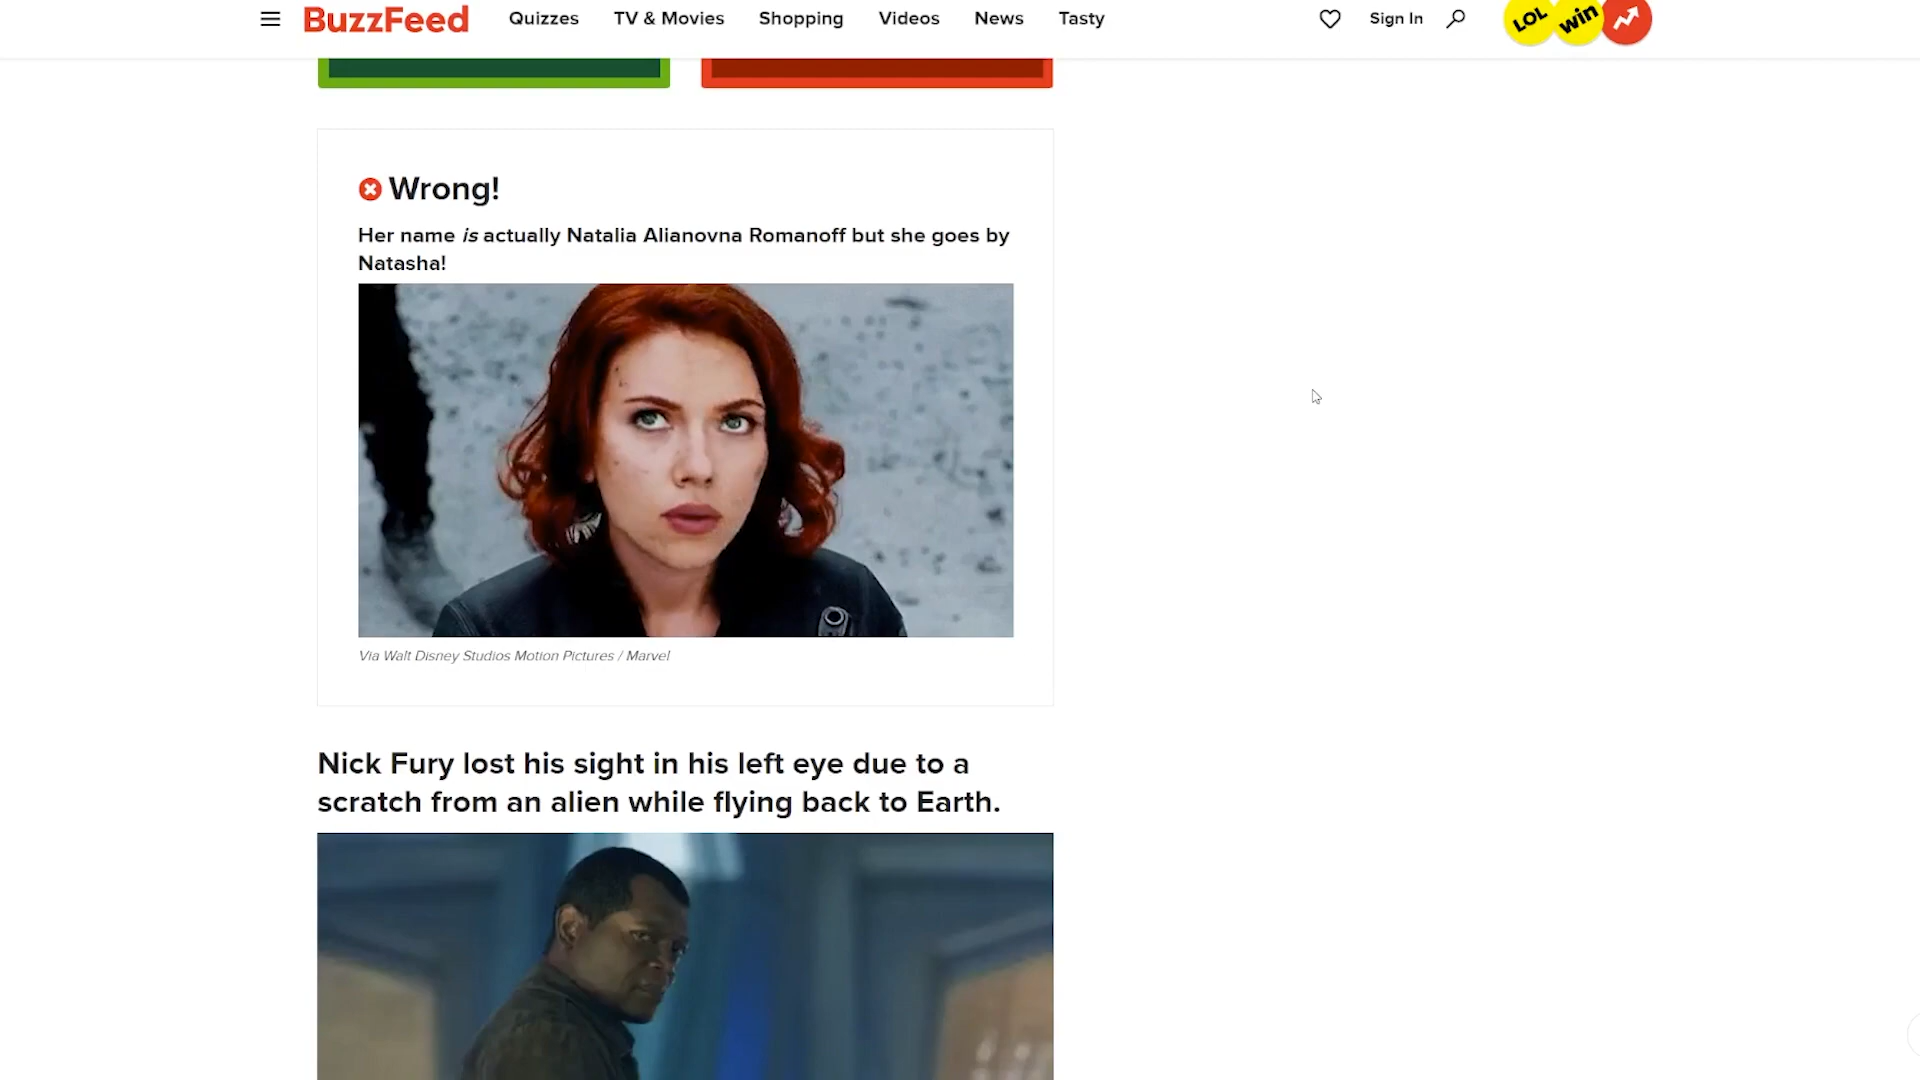 BuzzFeed Quizzes TV & Movies Shopping Videos News Tasty Sign In LOL win
Wrong!
Her name is actually Natalia Alianovna Romanoff but she goes by
Natasha!
Via Walt Disney Studios Motion Pictures / Marvel
Nick Fury lost his sight in his left eye due to a
scratch from an alien while flying back to Earth.